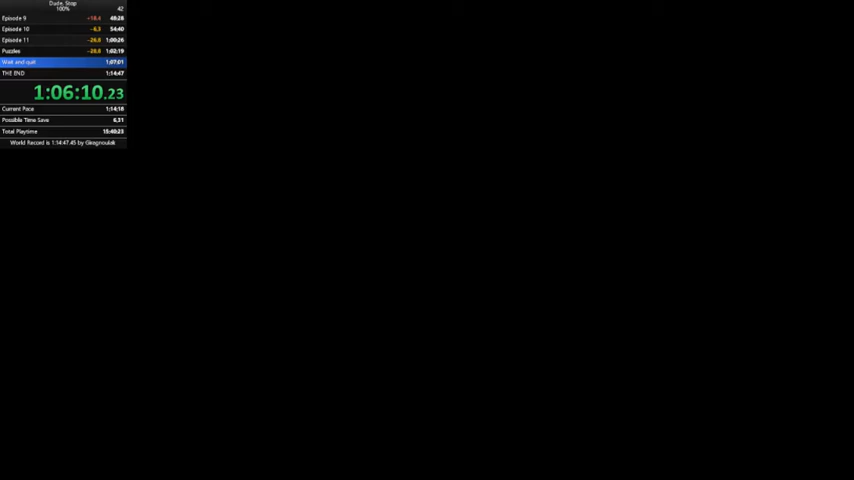 Dude, Stop
100%
42
Episode 9 +18,4 49:28
Episode 10 -8,3 54:40
Episode 11 -26,6 1:00:26
Puzzles -28,8 1:02:19
Wait and quit 1:07:01
THE END 1:14:47
1:06:10.23
Current Pace 1:14:18
Possible Time Save 6,31
Total Playtime 15:40:23
World Record is 1:14:47.45 by Gkegnoulak